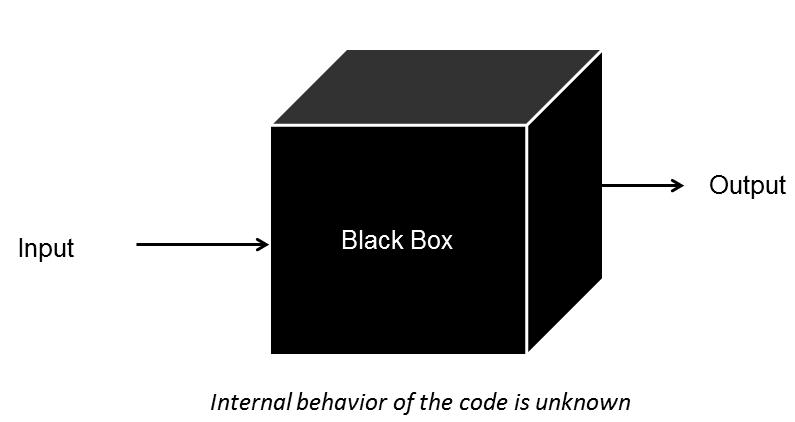 Input
Black Box
Output
Internal behavior of the code is unknown